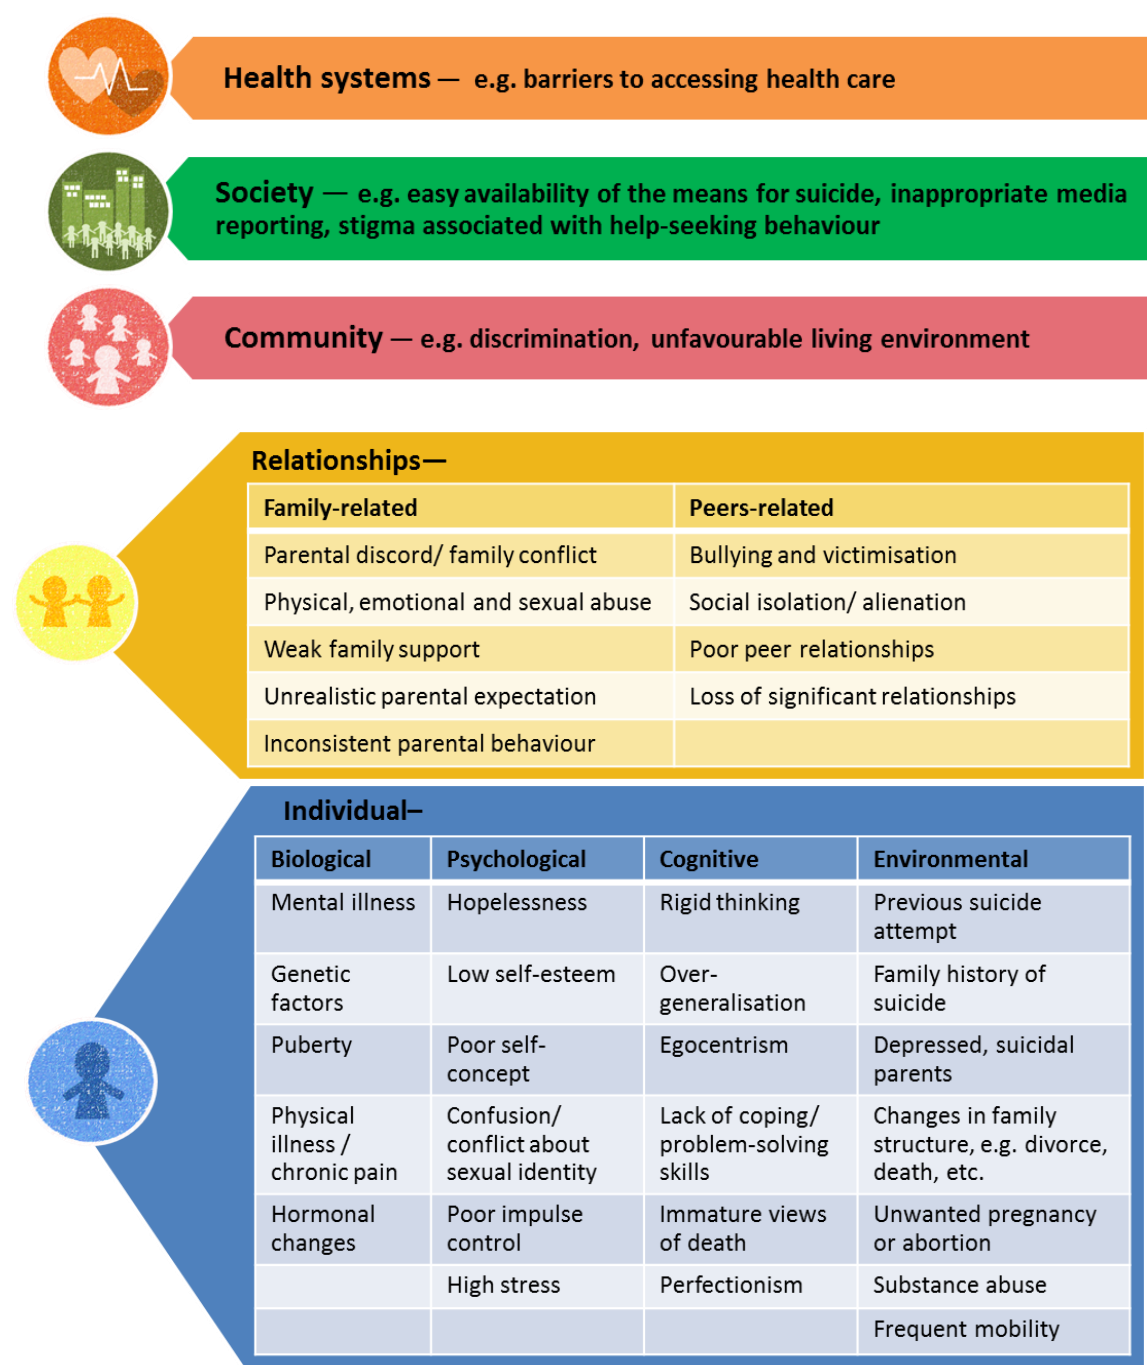 Health systems — e.g. barriers to accessing health care
Society — e.g. easy availability of the means for suicide, inappropriate media
reporting, stigma associated with help-seeking behaviour
Community — e.g. discrimination, unfavourable living environment
Relationships—
Family-related
Peers-related
Parental discord/ family conflict
Bullying and victimisation
Physical, emotional and sexual abuse
Social isolation/ alienation
Weak family support
Poor peer relationships
Unrealistic parental expectation
Loss of significant relationships
Inconsistent parental behaviour
Individual–
Biological
Psychological
Cognitive
Environmental
Mental illness
Hopelessness
Rigid thinking
Previous suicide
attempt
Genetic
factors
Low self-esteem
Over-
generalisation
Family history of
suicide
Puberty
Poor self-
concept
Egocentrism
Depressed, suicidal
parents
Physical
illness /
chronic pain
Confusion/
conflict about
sexual identity
Lack of coping/
problem-solving
skills
Changes in family
structure, e.g. divorce,
death, etc.
Hormonal
changes
Poor impulse
control
Immature views
of death
Unwanted pregnancy
or abortion
High stress
Perfectionism
Substance abuse
Frequent mobility